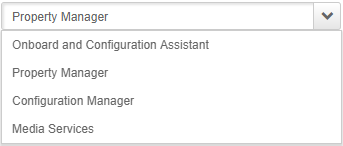 Property Manager
Onboard and Configuration Assistant
Property Manager
Configuration Manager
Media Services